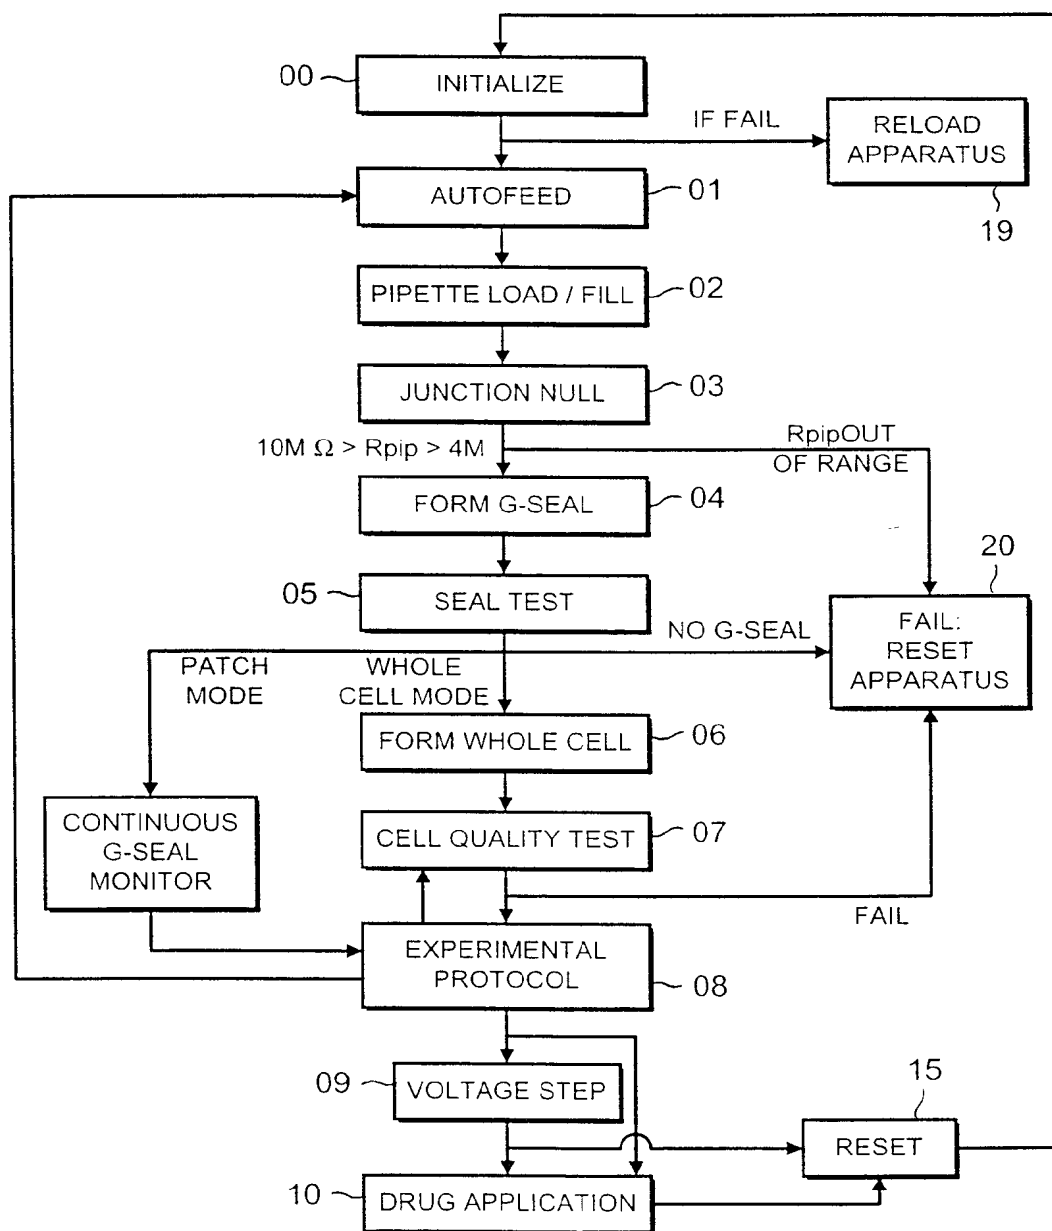 00
INITIALIZE
IF FAIL
RELOAD
APPARATUS
19
AUTOFEED
01
PIPETTE LOAD / FILL
02
JUNCTION NULL
03
10M Ω > Rpip > 4M
RpipOUT
OF RANGE
FORM G-SEAL
04
05
SEAL TEST
20
NO G-SEAL
FAIL:
RESET
APPARATUS
PATCH
MODE
WHOLE
CELL MODE
FORM WHOLE CELL
06
CONTINUOUS
G-SEAL
MONITOR
CELL QUALITY TEST
07
FAIL
EXPERIMENTAL
PROTOCOL
08
09
VOLTAGE STEP
15
RESET
10
DRUG APPLICATION